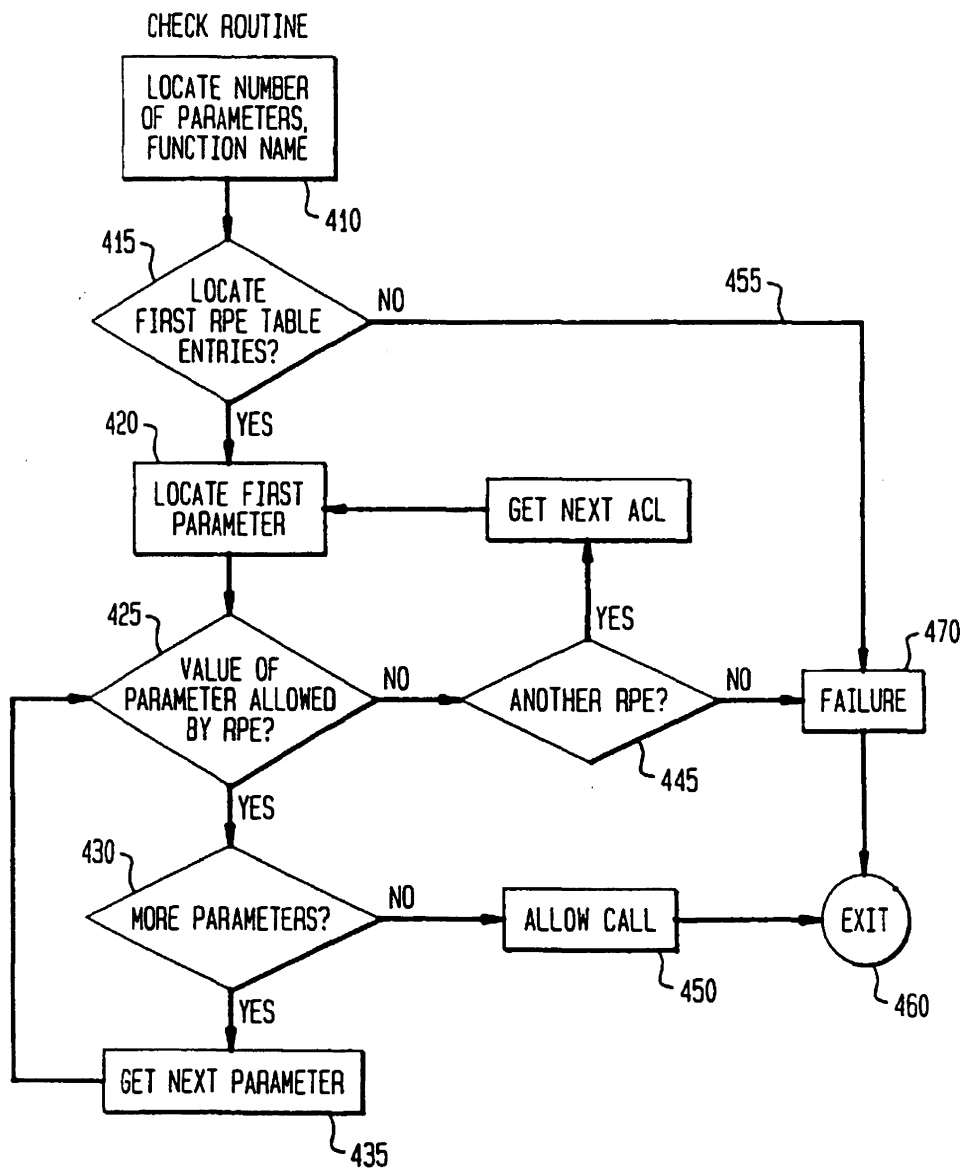 CHECK ROUTINE
LOCATE NUMBER
OF PARAMETERS,
FUNCTION NAME
410
415
LOCATE
FIRST RPE TABLE
ENTRIES?
NO
455
YES
420
LOCATE FIRST
PARAMETER
GET NEXT ACL
YES
425
VALUE OF
PARAMETER ALLOWED
BY RPE?
NO
ANOTHER RPE?
NO
470
FAILURE
445
YES
430
MORE PARAMETERS?
NO
ALLOW CALL
450
EXIT
460
YES
GET NEXT PARAMETER
435